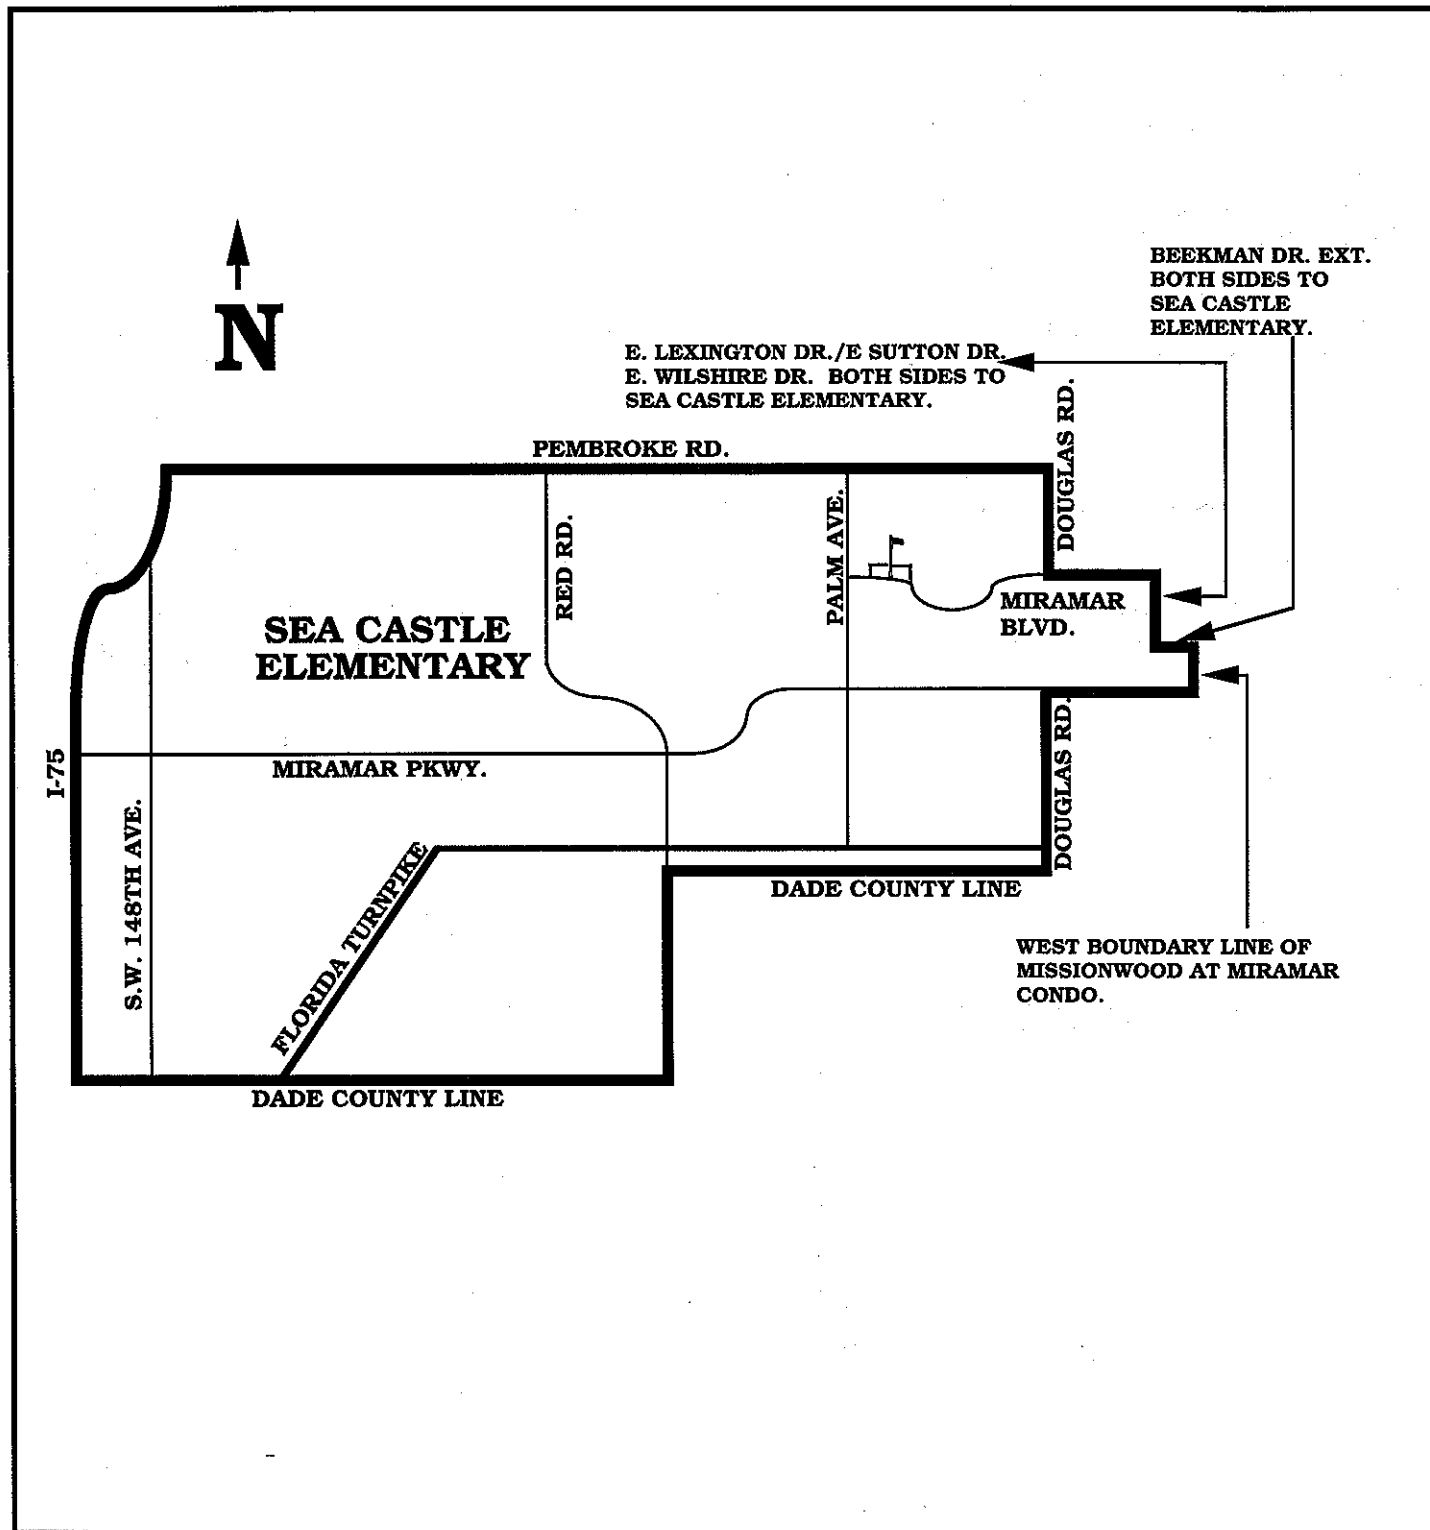 N
BEEKMAN DR. EXT.
BOTH SIDES TO
SEA CASTLE
ELEMENTARY.
E. LEXINGTON DR./E SUTTON DR.
E. WILSHIRE DR. BOTH SIDES TO
SEA CASTLE ELEMENTARY.
PEMBROKE RD.
DOUGLAS RD.
RED RD.
PALM AVE.
MIRAMAR
BLVD.
SEA CASTLE
ELEMENTARY
I-75
MIRAMAR PKWY.
DOUGLAS RD.
S.W. 148TH AVE.
FLORIDA TURNPIKE
DADE COUNTY LINE
WEST BOUNDARY LINE OF
MISSIONWOOD AT MIRAMAR
CONDO.
DADE COUNTY LINE